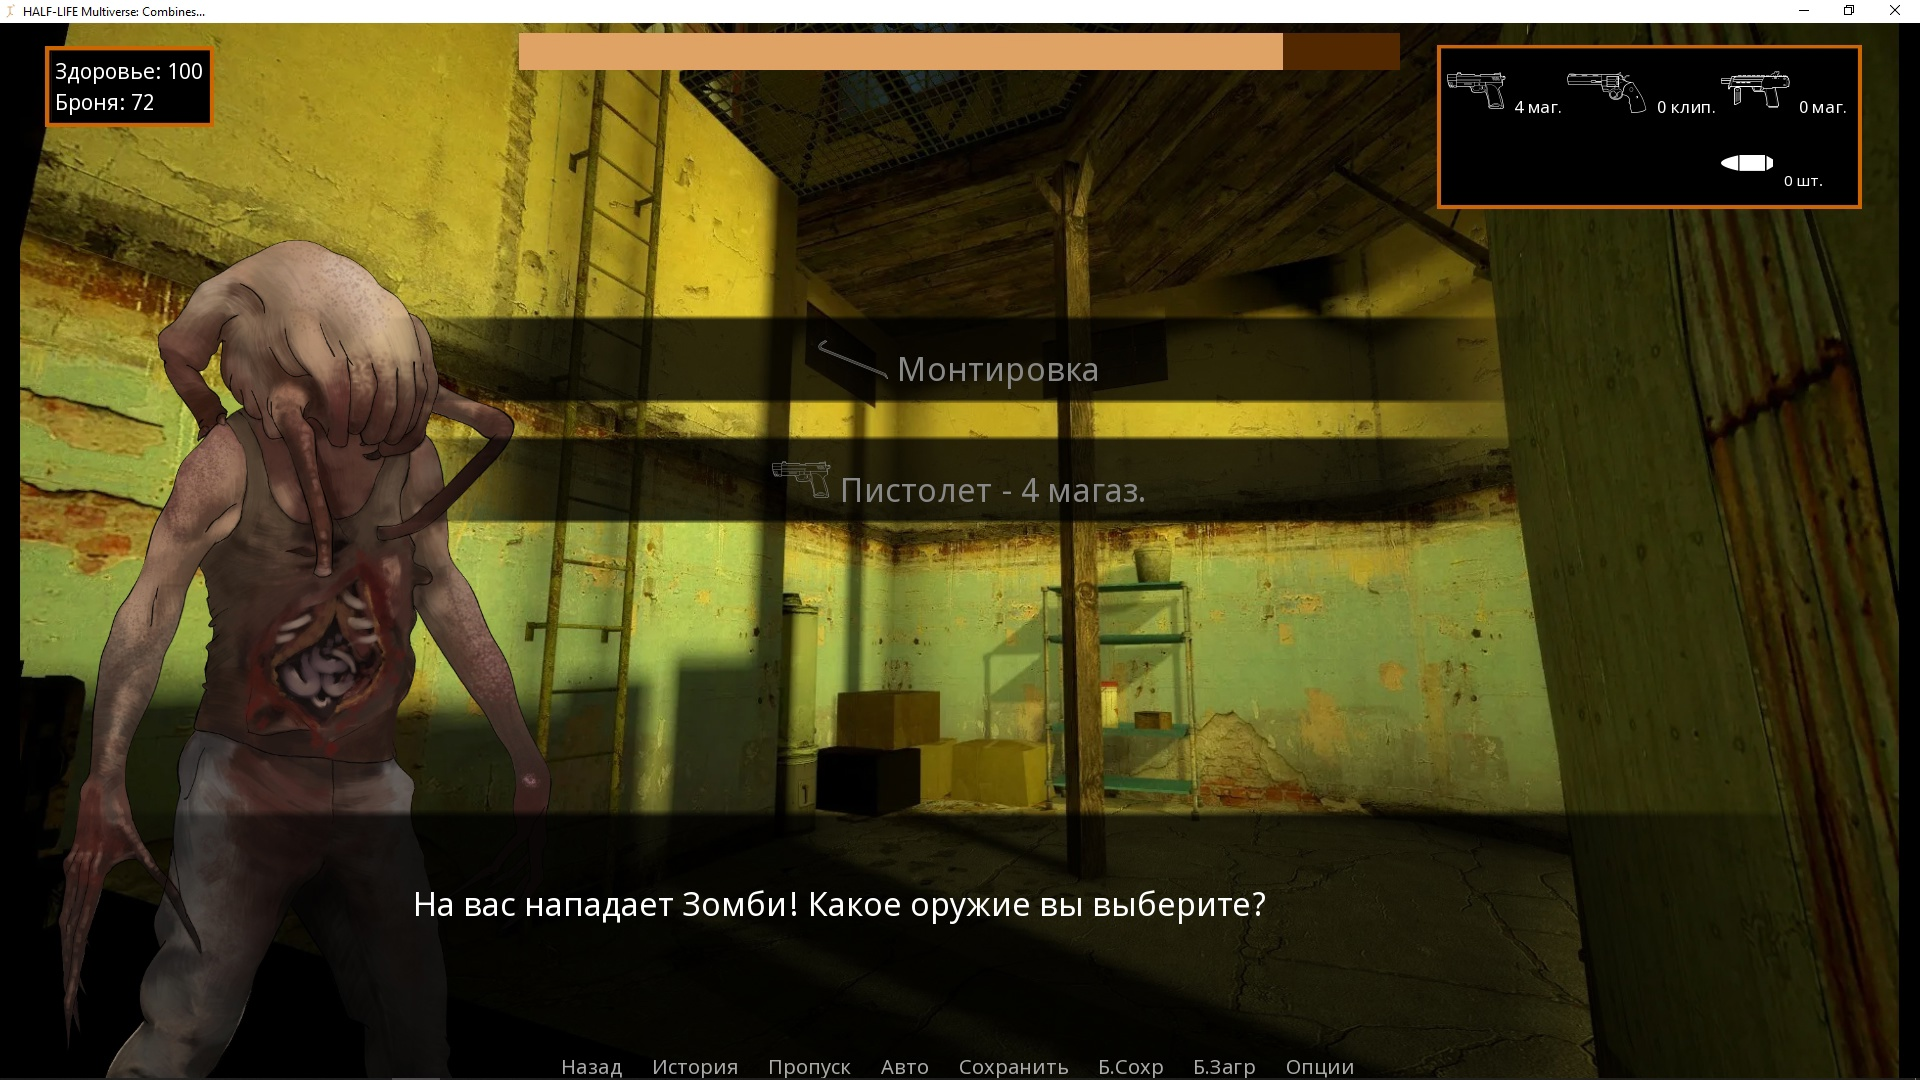 HALF-LIFE Multiverse: Combines...
Здоровье: 100
Броня: 72
4 маг.
0 клип.
0 маг.
0 шт.
Монтировка
Пистолет - 4 магаз.
На вас нападает Зомби! Какое оружие вы выберите?
Назад История Пропуск Авто Сохранить Б.Сохр Б.Загр Опции